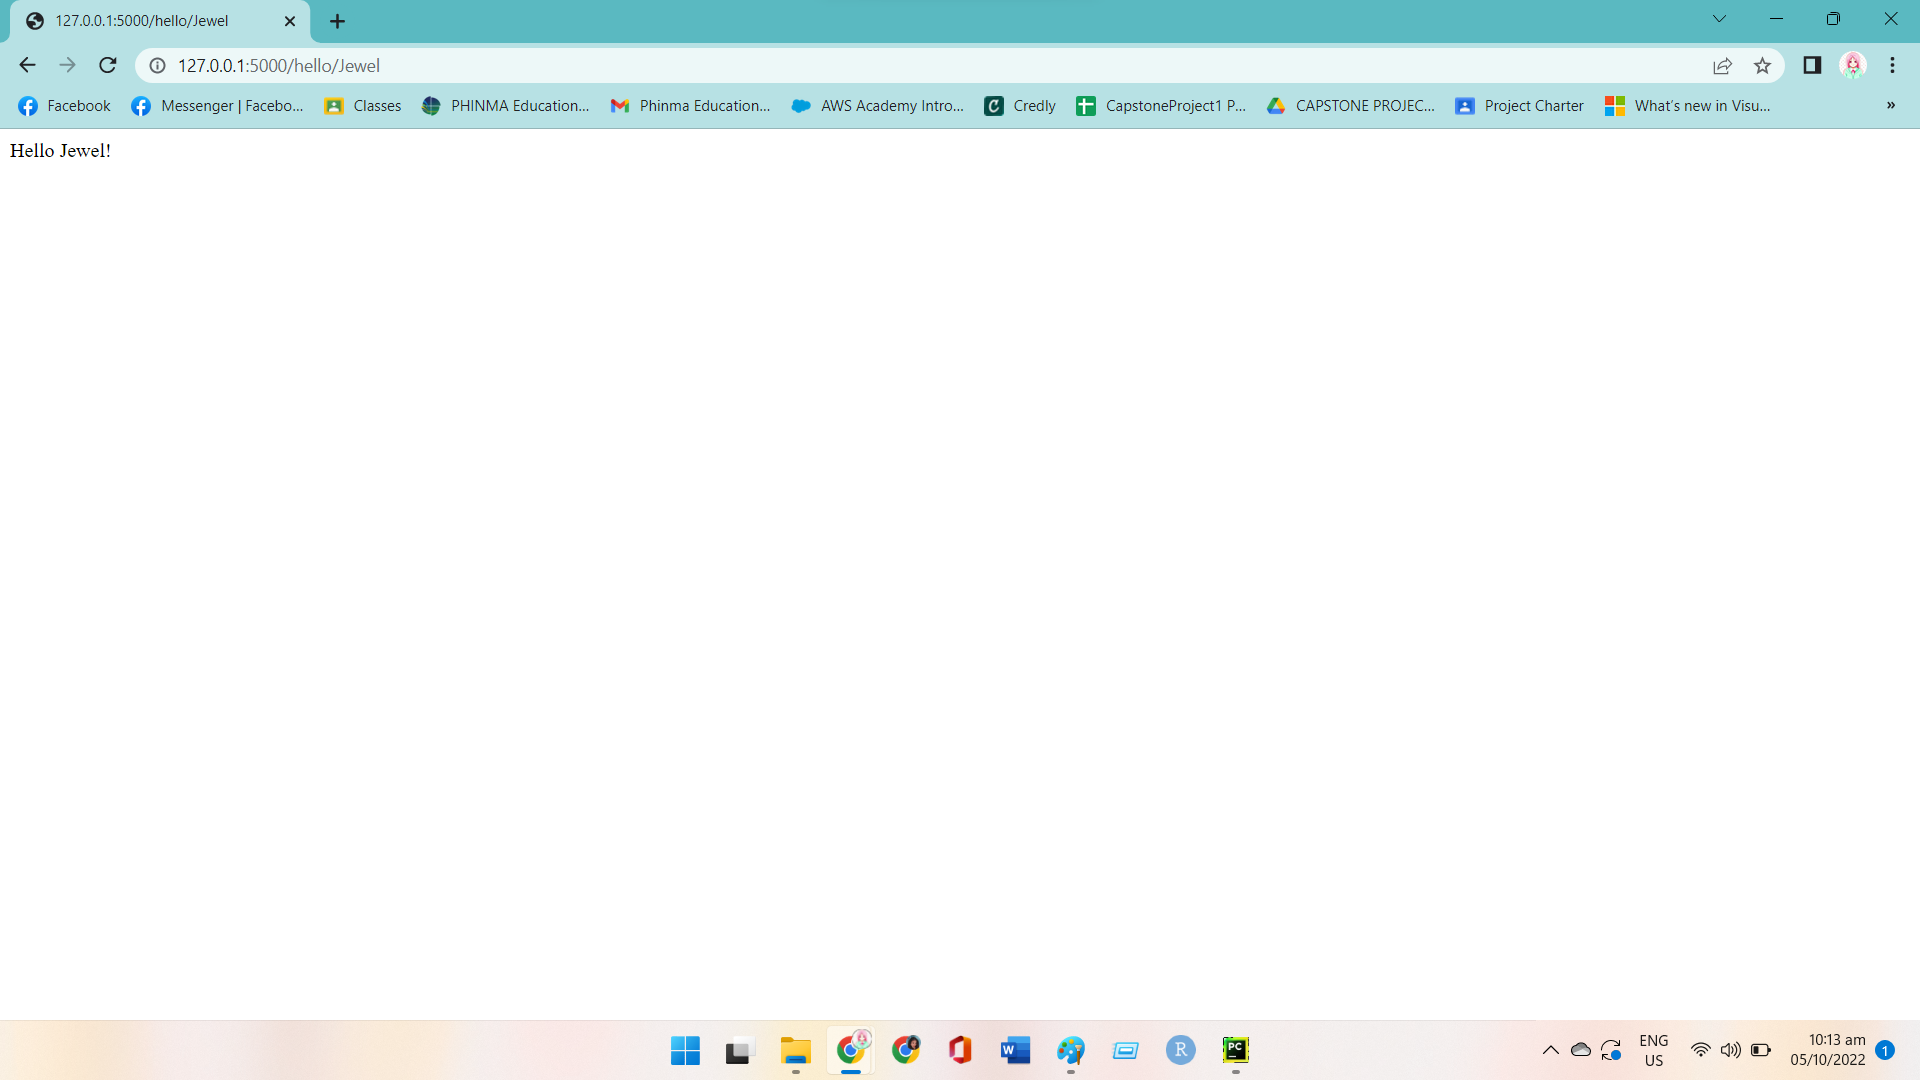 127.0.0.1:5000/hello/Jewel
127.0.0.1:5000/hello/Jewel
Facebook Messenger | Facebo... Classes PHINMA Education... Phinma Education... AWS Academy Intro... Credly CapstoneProject1 P... CAPSTONE PROJEC... Project Charter What's new in Visu... »
Hello Jewel!
W R PC
ENG
US
10:13 am
05/10/2022
1